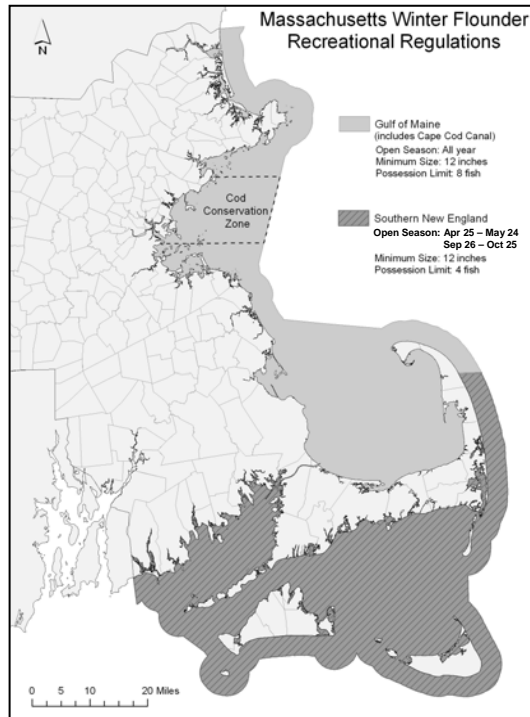 Massachusetts Winter Flounder
Recreational Regulations
N
Gulf of Maine
(includes Cape Cod Canal)
Open Season: All year
Minimum Size: 12 inches
Possession Limit: 8 fish
Cod
Conservation
Zone
Southern New England
Open Season: Apr 25 – May 24
Sep 26 – Oct 25
Minimum Size: 12 inches
Possession Limit: 4 fish
0 5 10 20 Miles